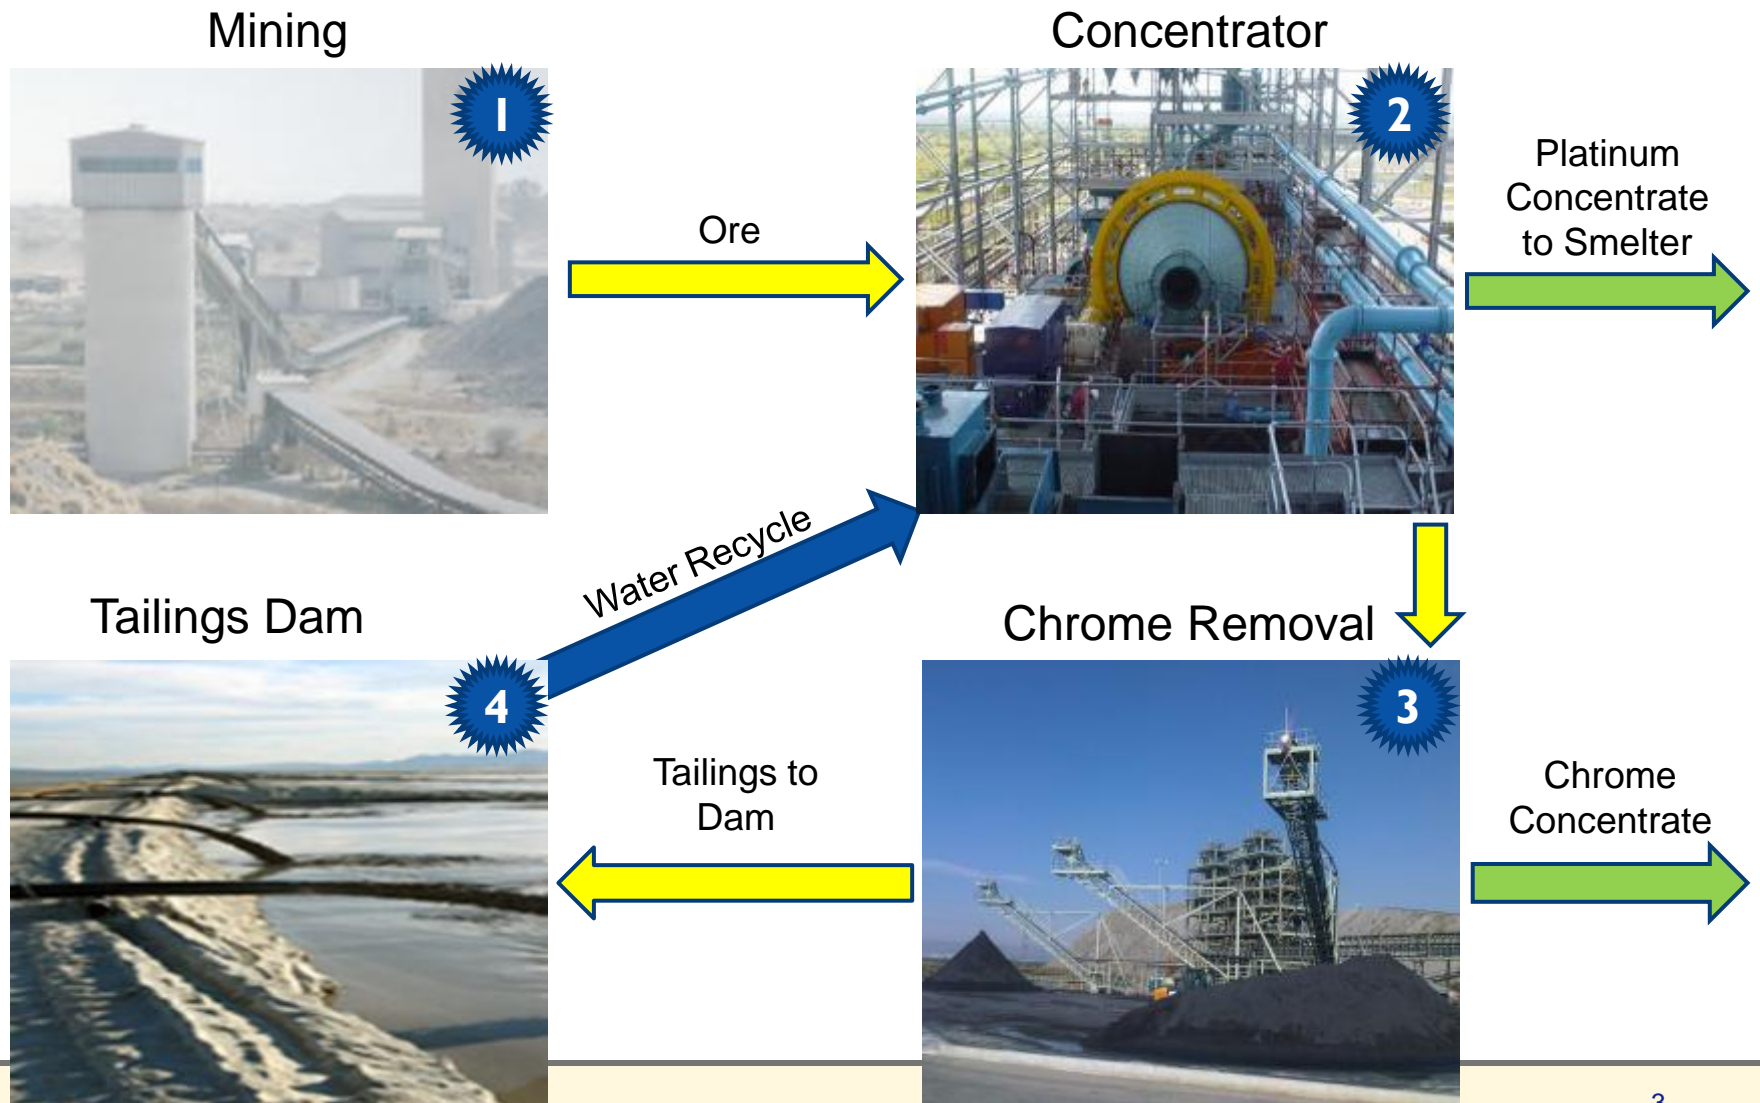 Mining
Concentrator
1
2
Ore
Platinum
Concentrate
to Smelter
Water Recycle
Tailings Dam
Chrome Removal
4
3
Tailings to
Dam
Chrome
Concentrate
3